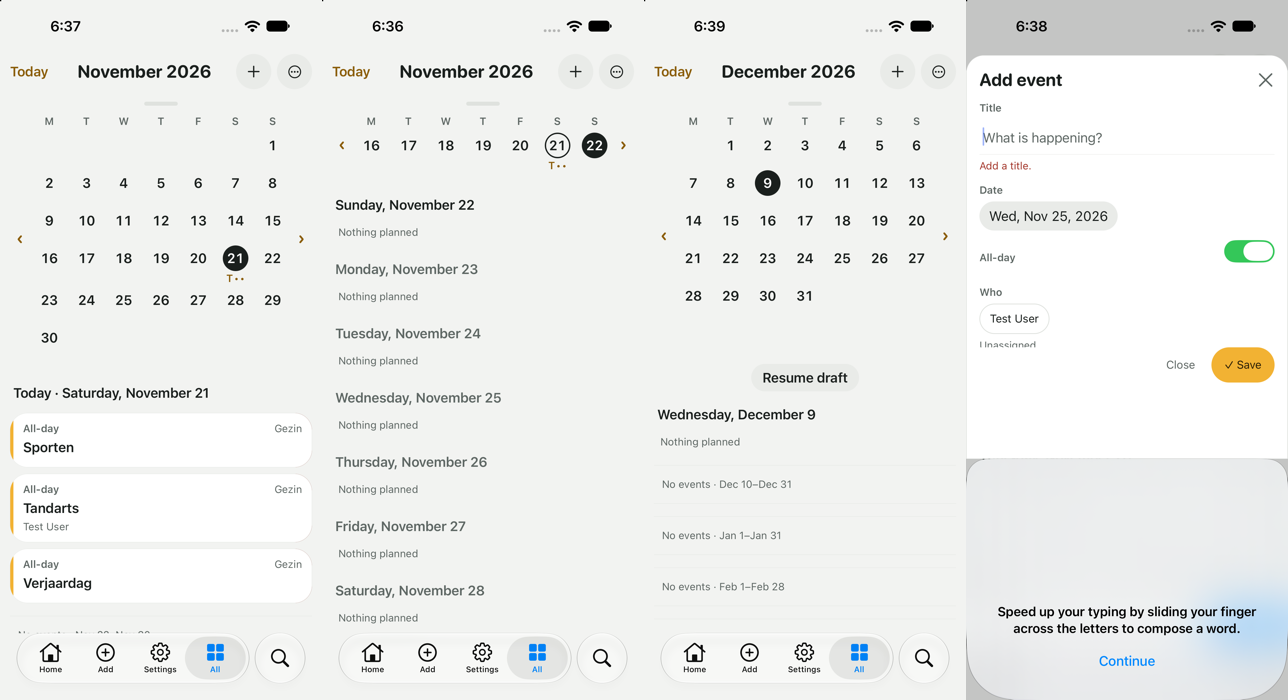 6:37
Today November 2026
M T W T F S S
1
2 3 4 5 6 7 8
9 10 11 12 13 14 15
‹ ›
16 17 18 19 20 21 22
T
23 24 25 26 27 28 29
30
Today · Saturday, November 21
All-day Gezin
Sporten
All-day Gezin
Tandarts
Test User
All-day Gezin
Verjaardag
Home Add Settings All
6:36
Today November 2026
M T W T F S S
‹ 16 17 18 19 20 21 22 ›
T
Sunday, November 22
Nothing planned
Monday, November 23
Nothing planned
Tuesday, November 24
Nothing planned
Wednesday, November 25
Nothing planned
Thursday, November 26
Nothing planned
Friday, November 27
Nothing planned
Saturday, November 28
Nothing planned
Home Add Settings All
6:39
Today December 2026
M T W T F S S
1 2 3 4 5 6
7 8 9 10 11 12 13
14 15 16 17 18 19 20
‹ ›
21 22 23 24 25 26 27
28 29 30 31
Resume draft
Wednesday, December 9
Nothing planned
No events · Dec 10–Dec 31
No events · Jan 1–Jan 31
No events · Feb 1–Feb 28
Home Add Settings All
6:38
Add event
Title
What is happening?
Add a title.
Date
Wed, Nov 25, 2026
All-day
Who
Test User
Unassigned
Close ✓ Save
Speed up your typing by sliding your finger
across the letters to compose a word.
Continue